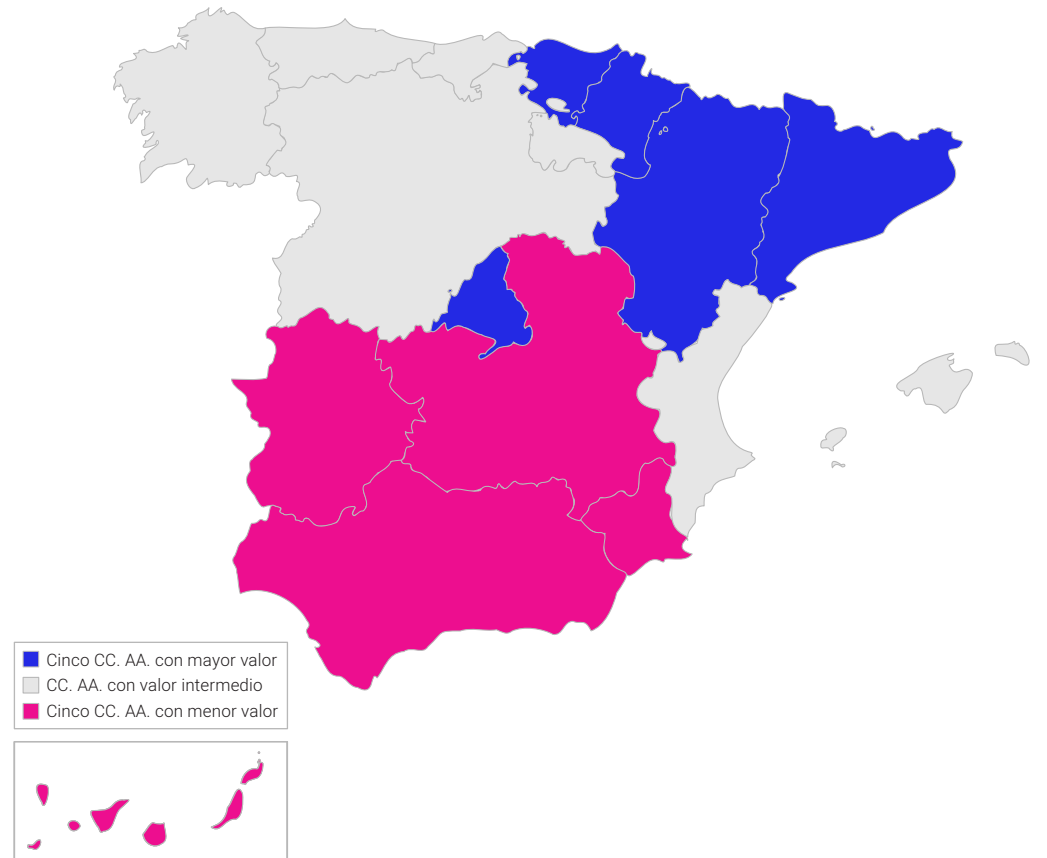 Cinco CC. AA. con mayor valor
CC. AA. con valor intermedio
Cinco CC. AA. con menor valor